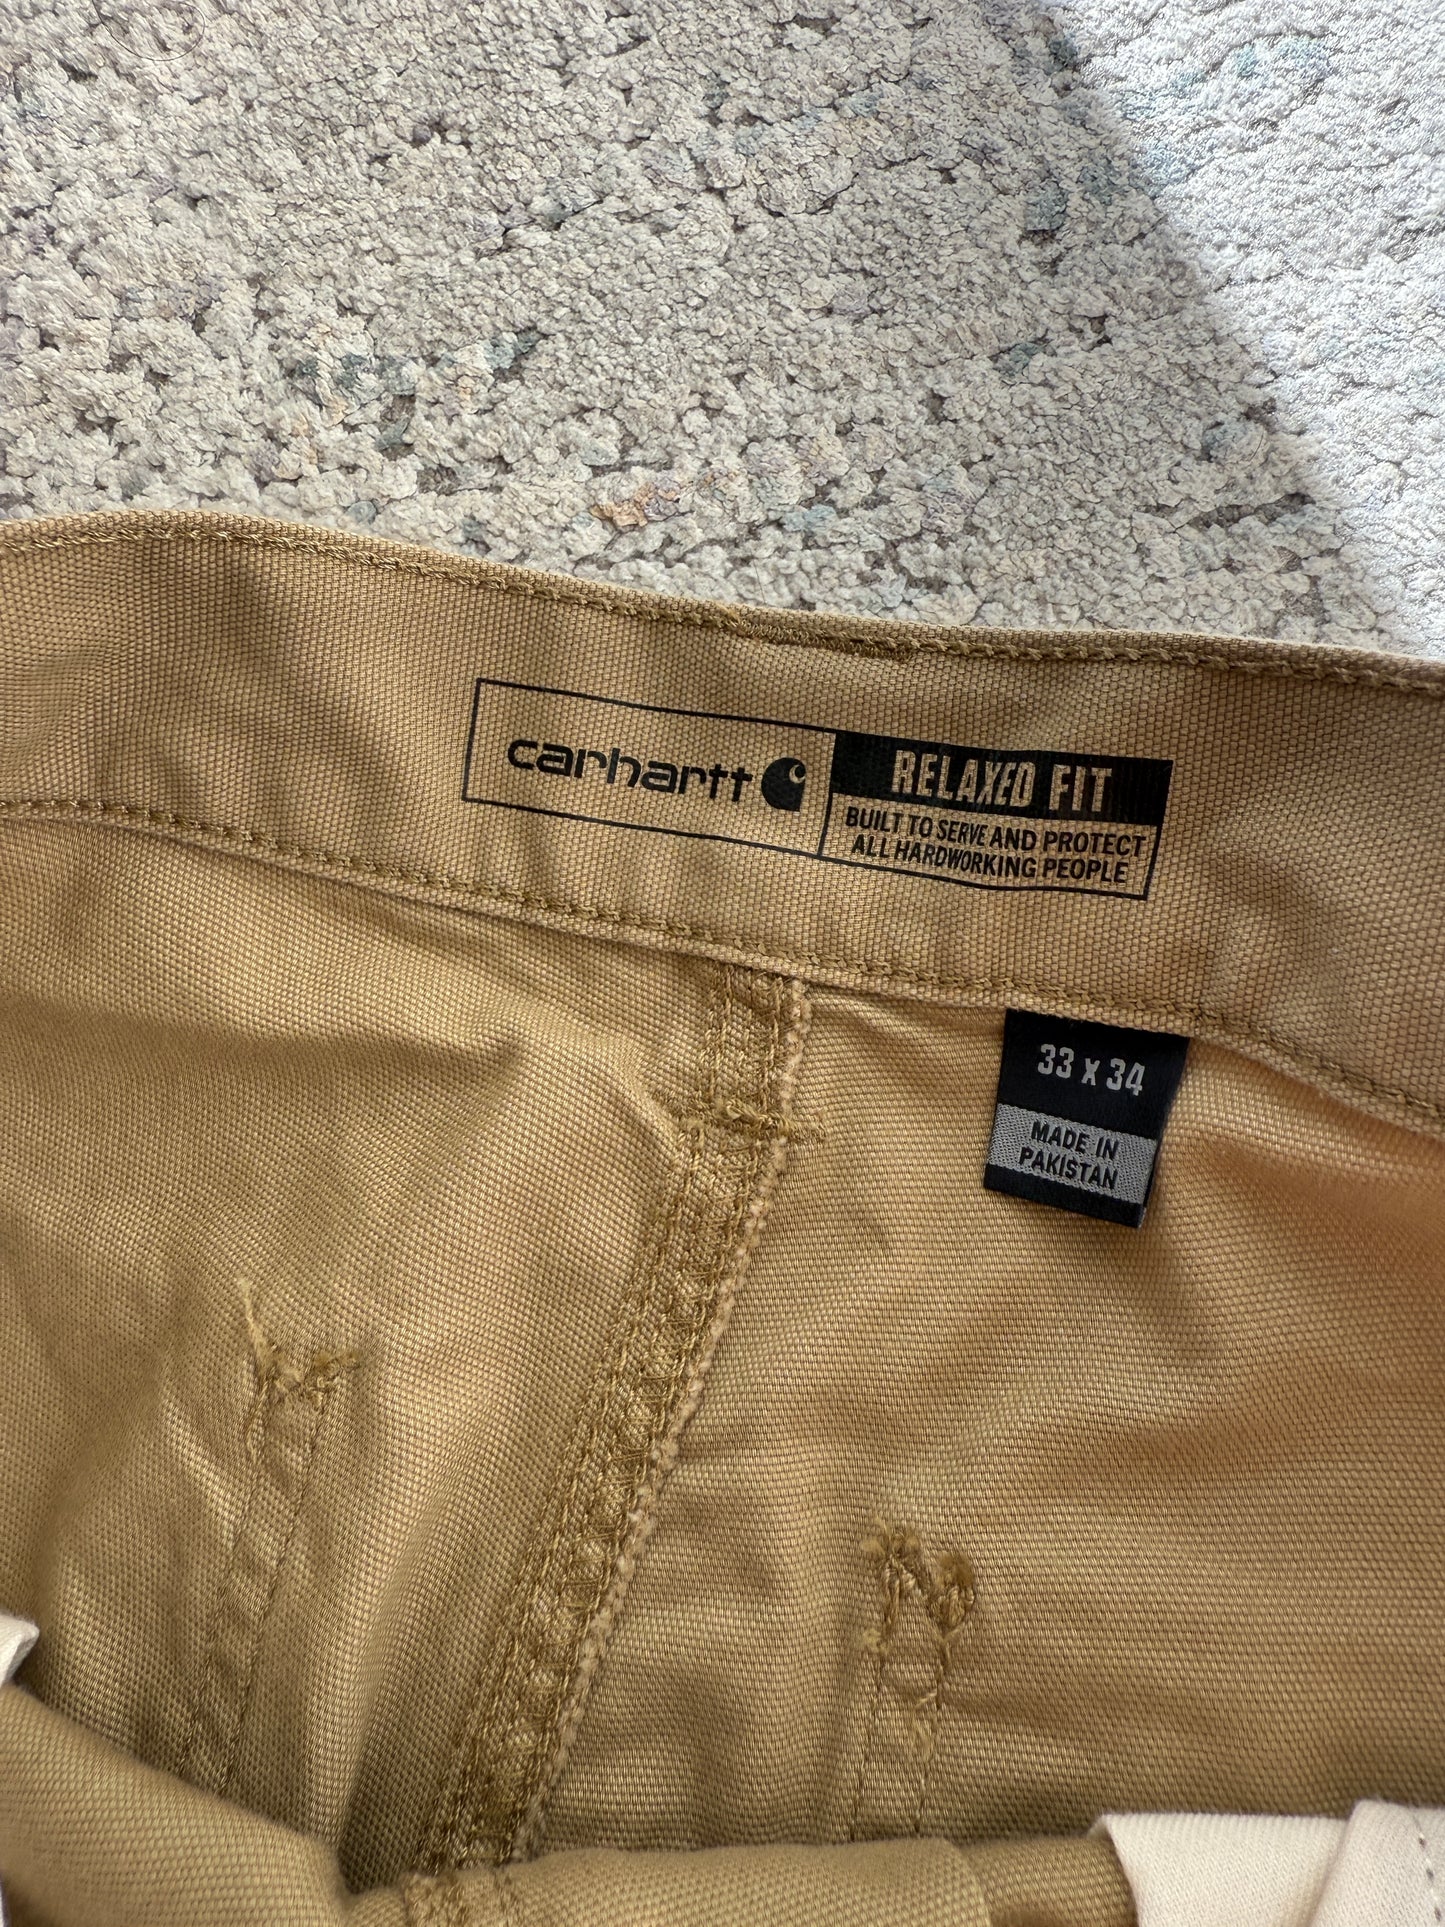 carhartt
RELAXED FIT
BUILT TO SERVE AND PROTECT
ALL HARDWORKING PEOPLE
33 x 34
MADE IN
PAKISTAN